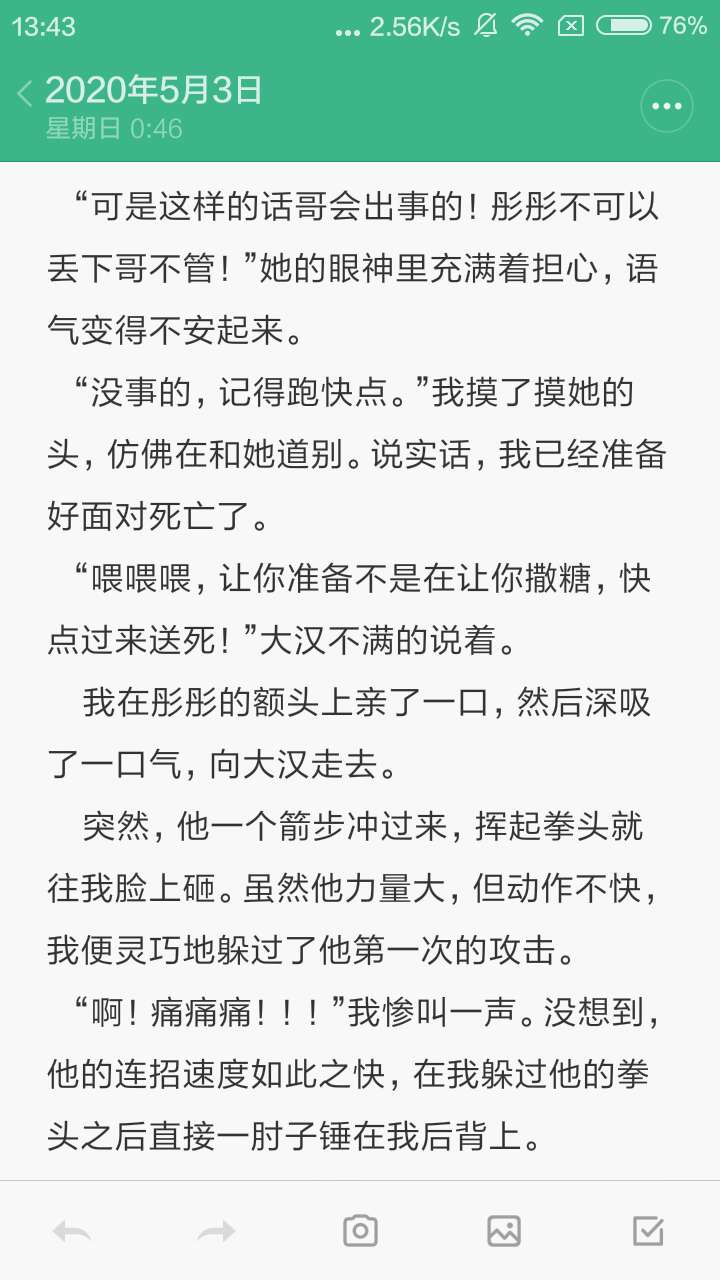 13:43
... 2.56K/s 76%
2020年5月3日
星期日 0:46
“可是这样的话哥会出事的！彤彤不可以
丢下哥不管！”她的眼神里充满着担心，语
气变得不安起来。
“没事的，记得跑快点。”我摸了摸她的
头，仿佛在和她道别。说实话，我已经准备
好面对死亡了。
“喂喂喂，让你准备不是在让你撒糖，快
点过来送死！”大汉不满的说着。
我在彤彤的额头上亲了一口，然后深吸
了一口气，向大汉走去。
突然，他一个箭步冲过来，挥起拳头就
往我脸上砸。虽然他力量大，但动作不快，
我便灵巧地躲过了他第一次的攻击。
“啊！痛痛痛！！！”我惨叫一声。没想到，
他的连招速度如此之快，在我躲过他的拳
头之后直接一肘子锤在我后背上。